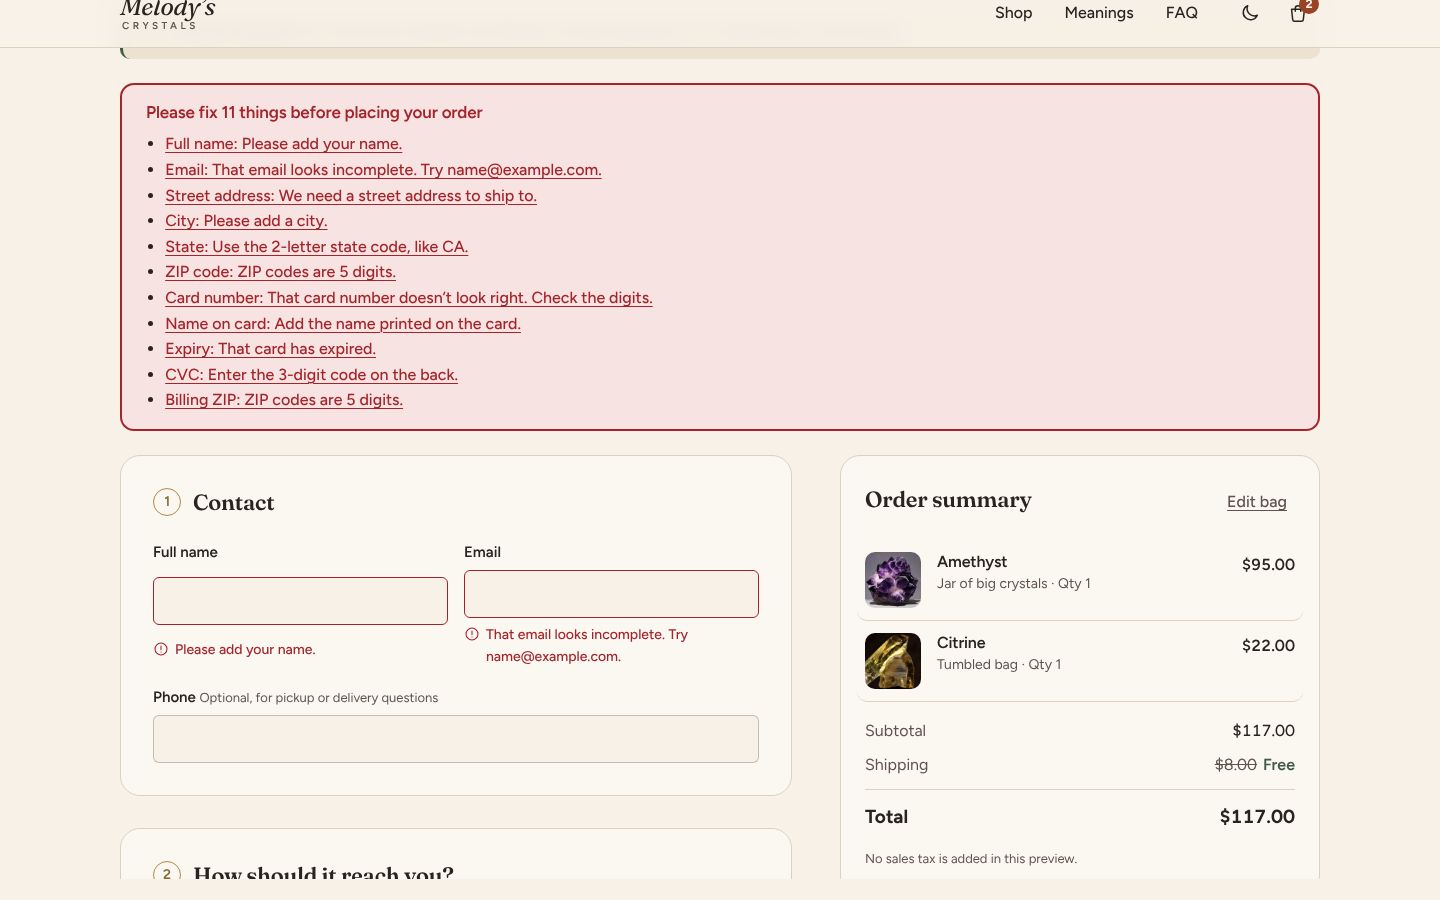 Melody's
CRYSTALS
Shop
Meanings
FAQ
2
Please fix 11 things before placing your order
Full name: Please add your name.
Email: That email looks incomplete. Try name@example.com.
Street address: We need a street address to ship to.
City: Please add a city.
State: Use the 2-letter state code, like CA.
ZIP code: ZIP codes are 5 digits.
Card number: That card number doesn’t look right. Check the digits.
Name on card: Add the name printed on the card.
Expiry: That card has expired.
CVC: Enter the 3-digit code on the back.
Billing ZIP: ZIP codes are 5 digits.
1 Contact
Full name
Please add your name.
Email
That email looks incomplete. Try
name@example.com.
Phone Optional, for pickup or delivery questions
2 How should it reach you?
Order summary
Edit bag
Amethyst
Jar of big crystals · Qty 1
$95.00
Citrine
Tumbled bag · Qty 1
$22.00
Subtotal $117.00
Shipping $8.00 Free
Total $117.00
No sales tax is added in this preview.